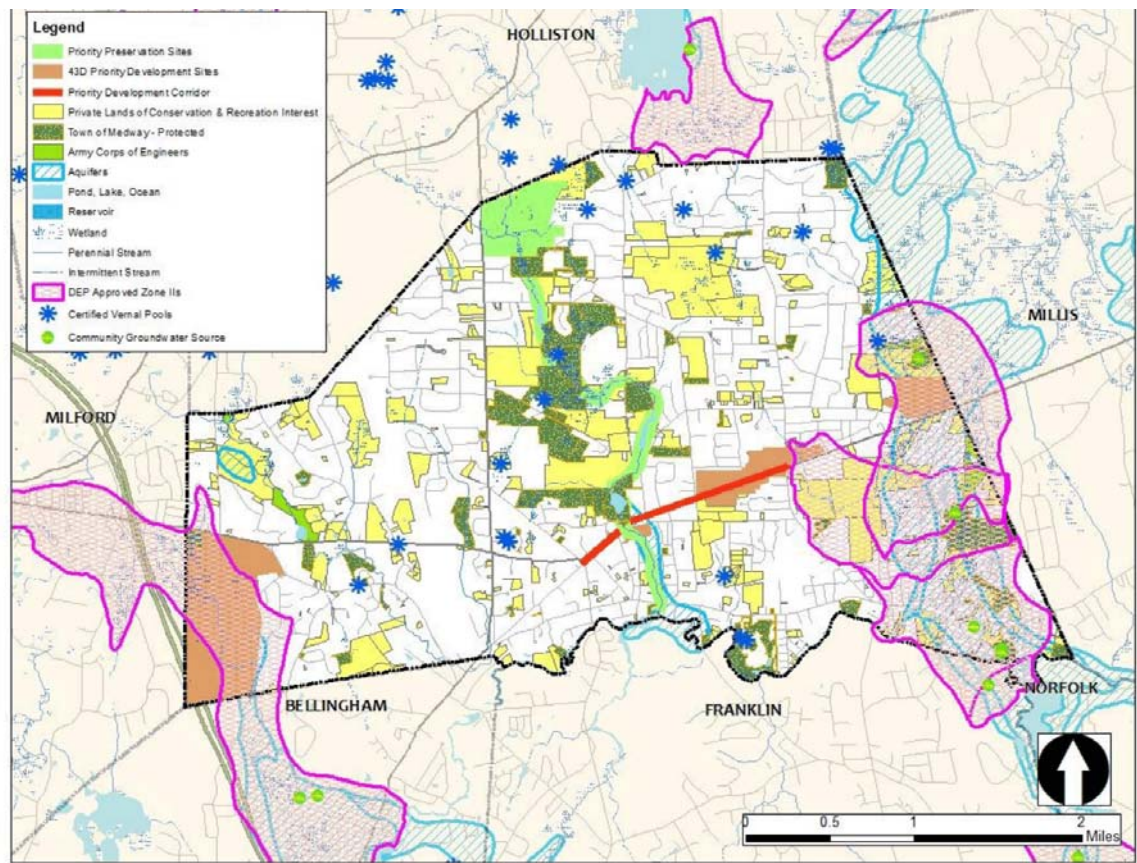 Legend
Priority Preservation Sites
43D Priority Development Sites
Priority Development Corridor
Private Lands of Conservation & Recreation Interest
Town of Medway - Protected
Army Corps of Engineers
Aquifers
Pond, Lake, Ocean
Reservoir
Wetland
Perennial Stream
Intermittent Stream
DEP Approved Zone IIs
Certified Vernal Pools
Community Groundwater Source
HOLLISTON
MILLIS
MILFORD
NORFOLK
BELLINGHAM
FRANKLIN
0 0.5 1 2
Miles